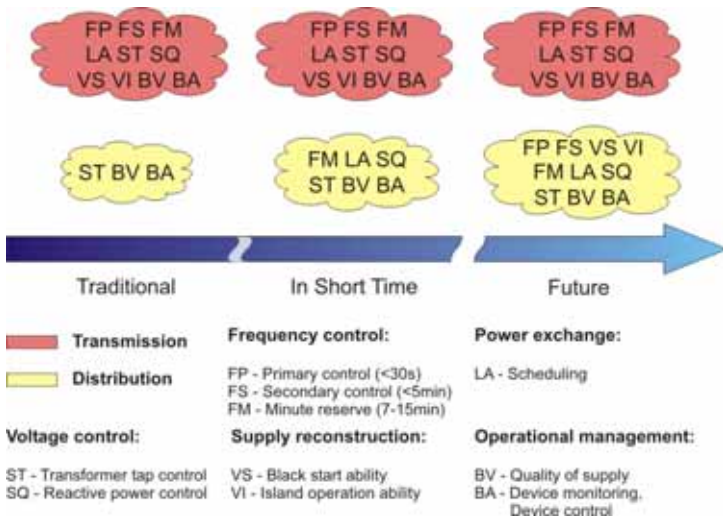 FP FS FM
LA ST SQ
VS VI BV BA
FP FS FM
LA ST SQ
VS VI BV BA
FP FS FM
LA ST SQ
VS VI BV BA
ST BV BA
FM LA SQ
ST BV BA
FP FS VS VI
FM LA SQ
ST BV BA
Traditional
In Short Time
Future
Transmission
Distribution
Frequency control:
FP - Primary control (<30s)
FS - Secondary control (<5min)
FM - Minute reserve (7-15min)
Power exchange:
LA - Scheduling
Voltage control:
ST - Transformer tap control
SQ - Reactive power control
Supply reconstruction:
VS - Black start ability
VI - Island operation ability
Operational management:
BV - Quality of supply
BA - Device monitoring,
Device control